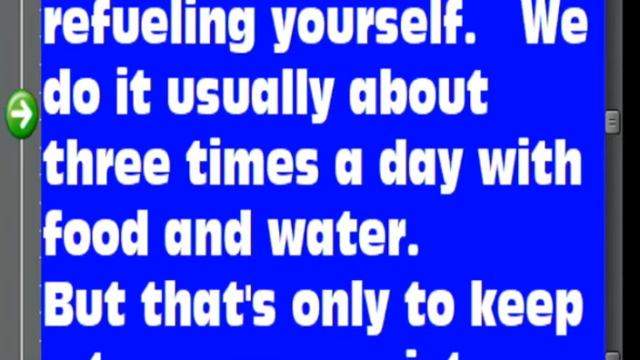 refueling yourself. We
do it usually about
three times a day with
food and water.
But that's only to keep